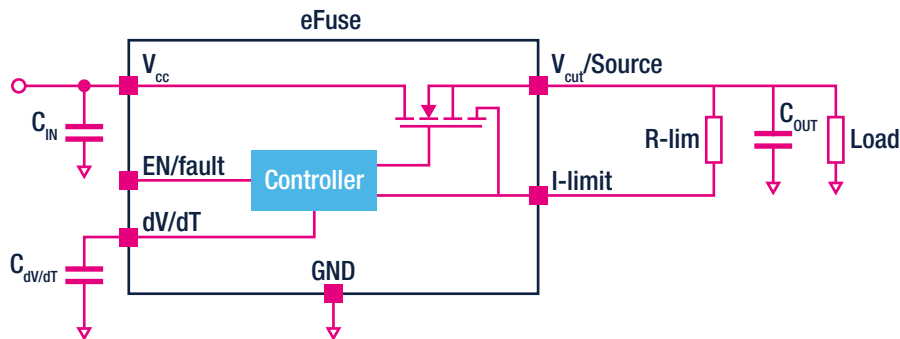 eFuse
Vcc
Vcut/Source
CIN
COUT
R-lim
Load
EN/fault
Controller
I-limit
dV/dT
CdV/dT
GND